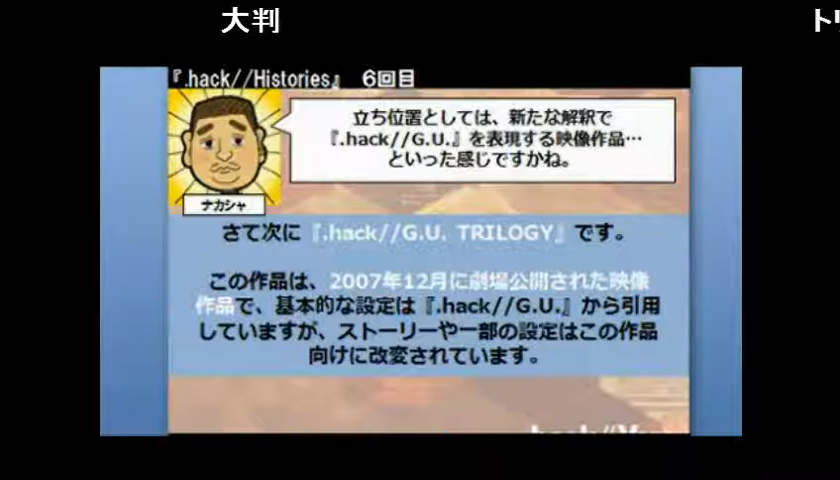 大判
『.hack//Histories』 6回目
立ち位置としては、新たな解釈で
『.hack//G.U.』を表現する映像作品…
といった感じですかね。
ナカシャ
さて次に『.hack//G.U. TRILOGY』です。
この作品は、2007年12月に劇場公開された映像
作品で、基本的な設定は『.hack//G.U.』から引用
していますが、ストーリーや一部の設定はこの作品
向けに改変されています。